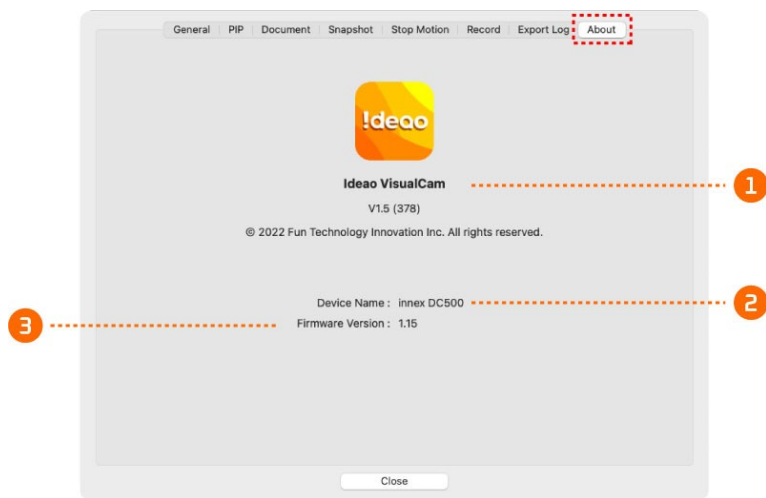 General PIP Document Snapshot Stop Motion Record Export Log About
!deao
Ideao VisualCam
1
V1.5 (378)
© 2022 Fun Technology Innovation Inc. All rights reserved.
Device Name : innex DC500
2
3
Firmware Version : 1.15
Close